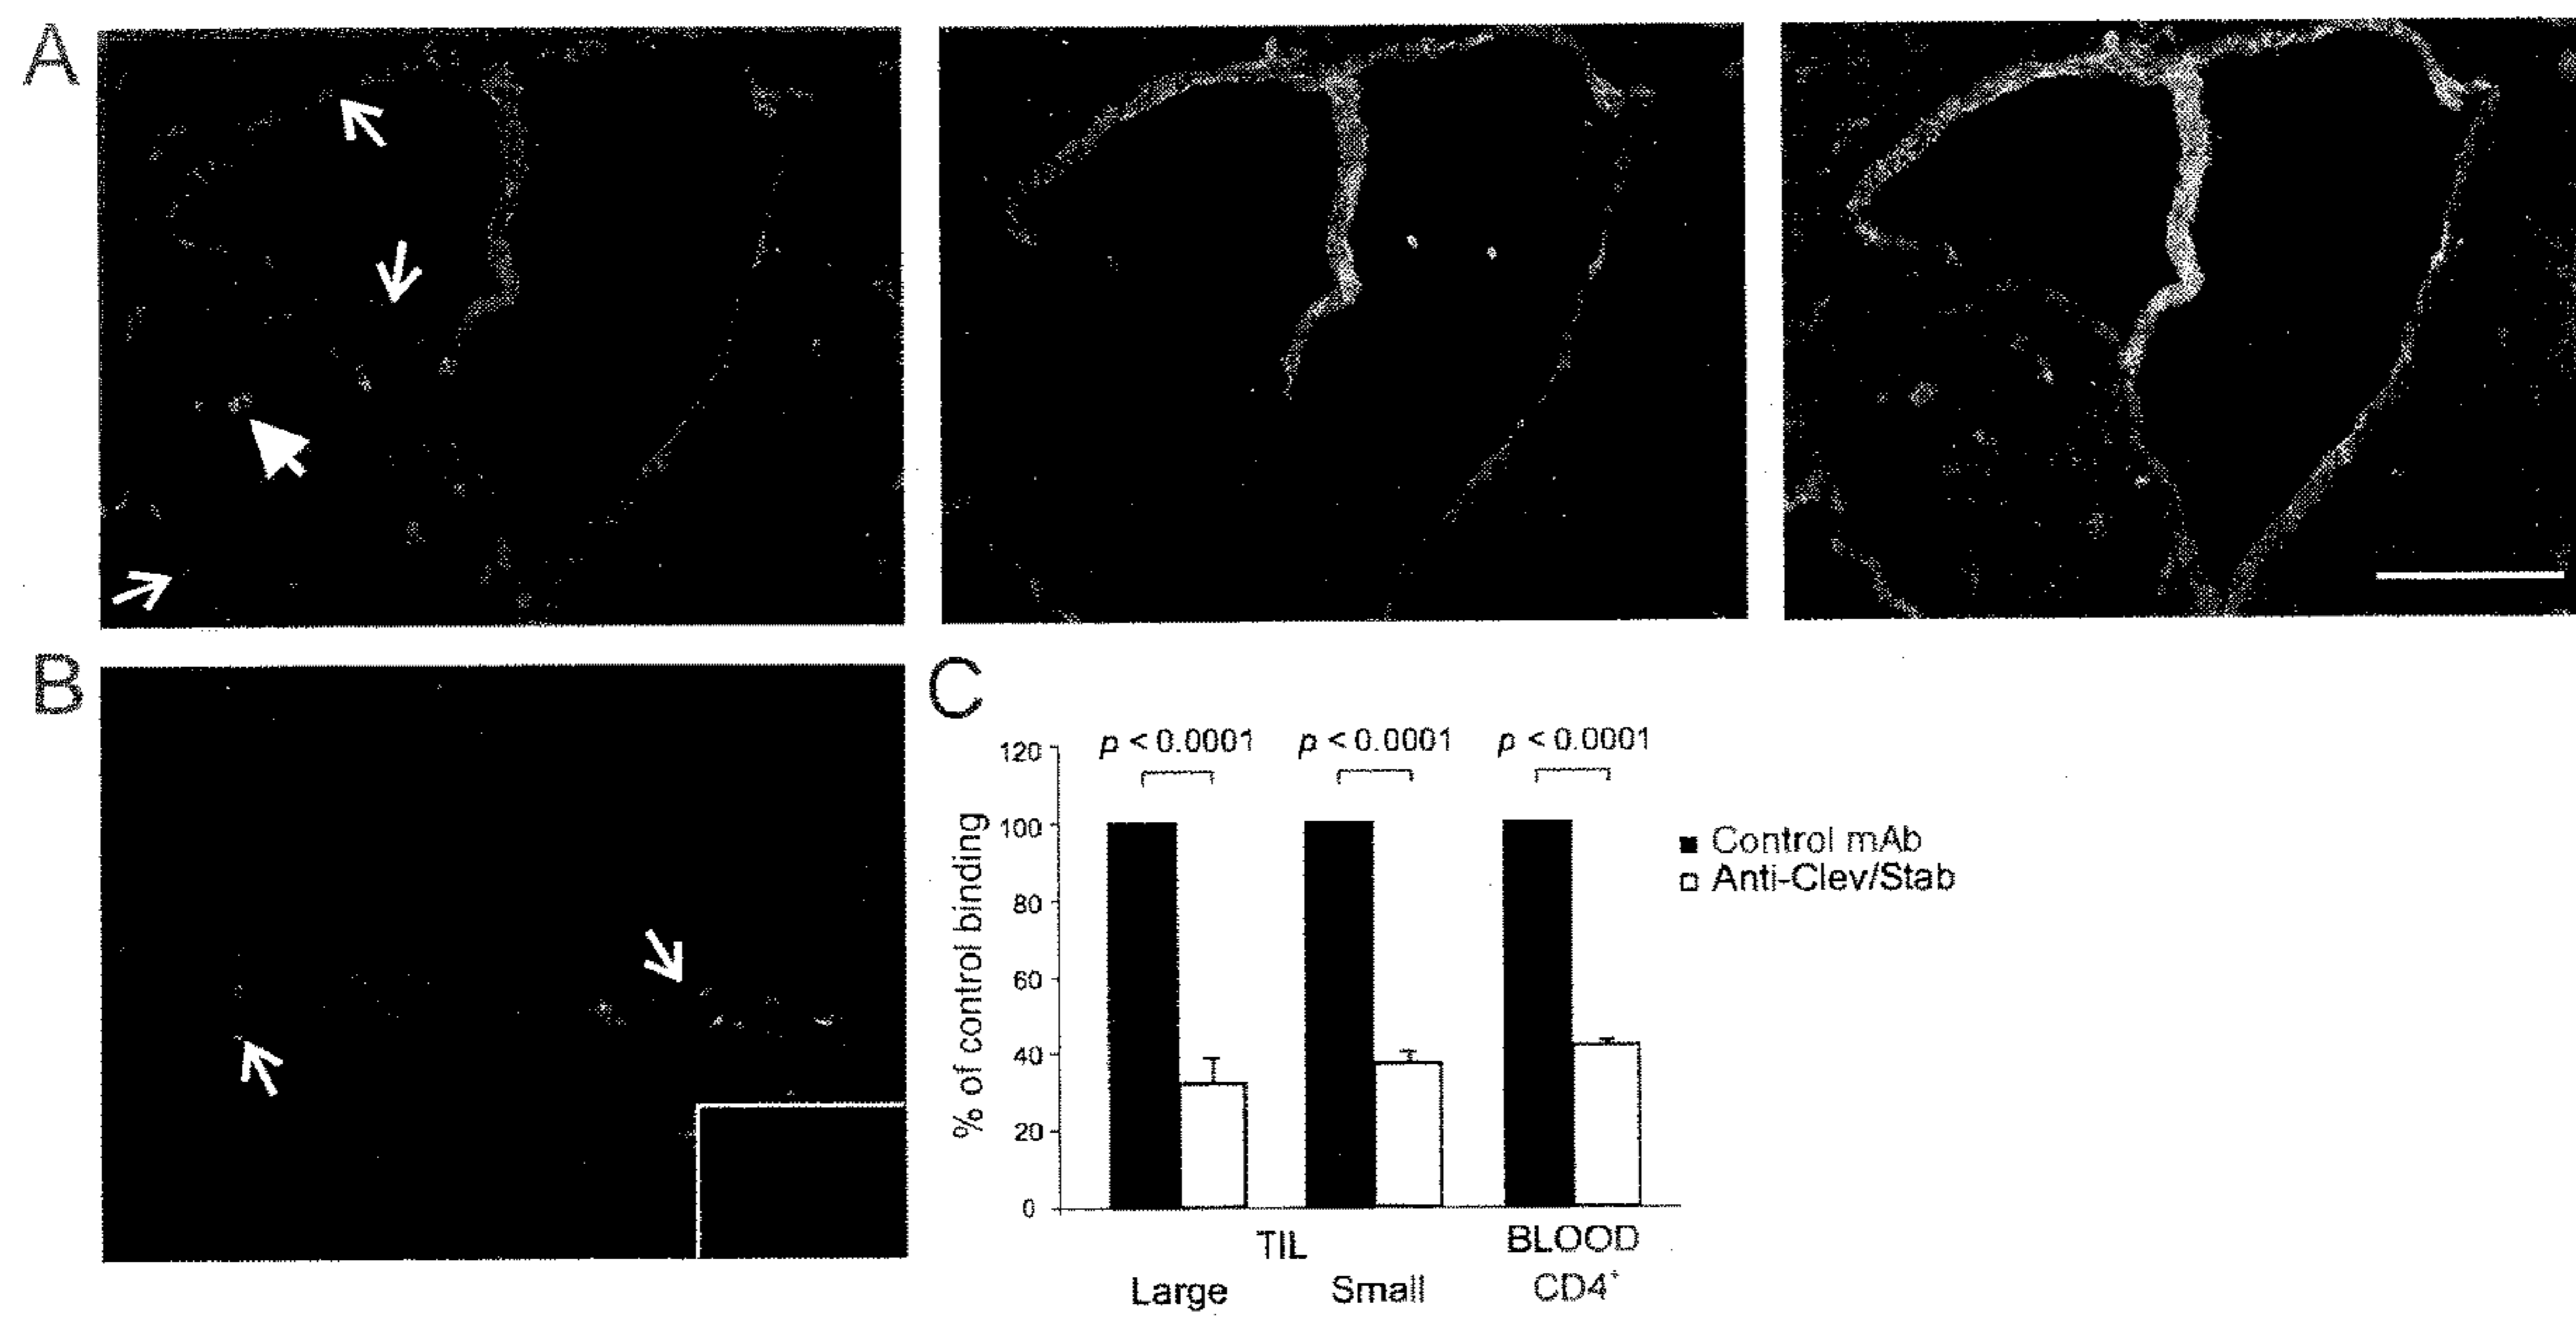 A
B
C
p < 0.0001 p < 0.0001 p < 0.0001
120
100
80
60
40
20
0
% of control binding
Control mAb
Anti-Clev/Stab
TIL BLOOD
Large Small CD4⁺